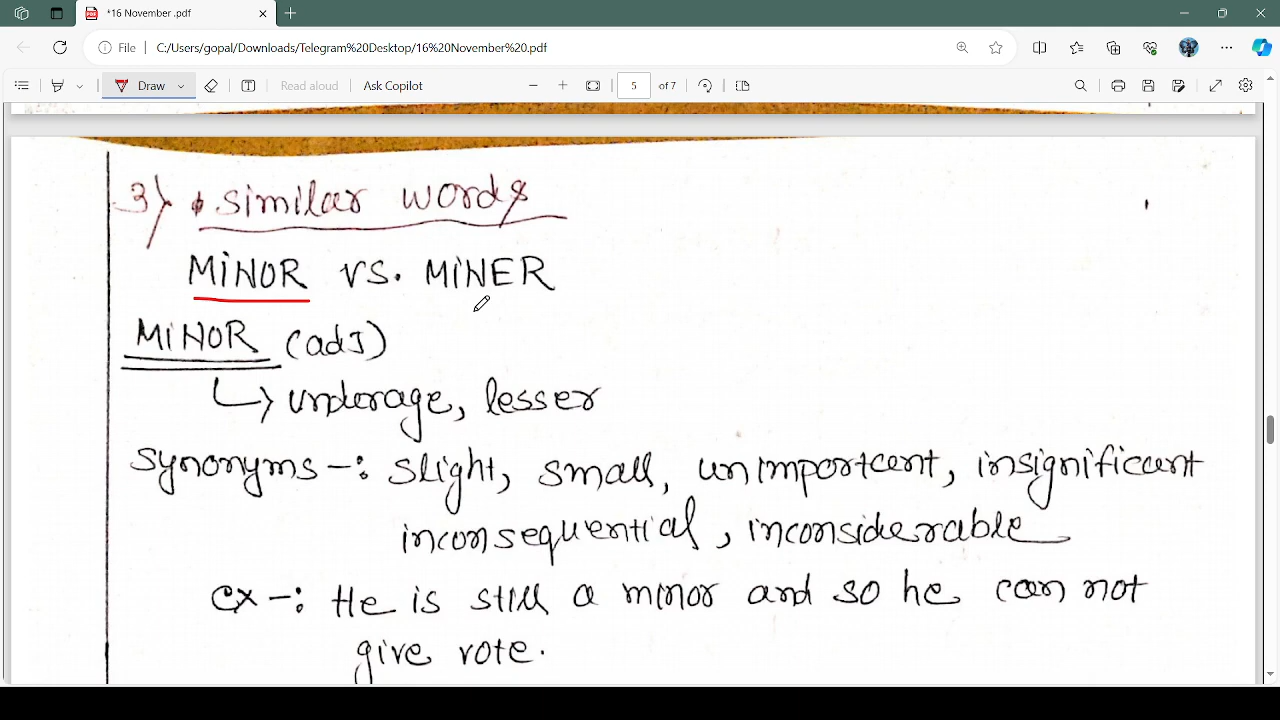 *16 November .pdf
File
C:/Users/gopal/Downloads/Telegram%20Desktop/16%20November%20.pdf
Draw
Read aloud
Ask Copilot
5 of 7
3) similar words
MINOR VS. MINER
MINOR (adj)
↳ underage, lesser
synonyms -: slight, small, unimportant, insignificant
inconsequential, inconsiderable
ex -: He is still a minor and so he can not
give vote.